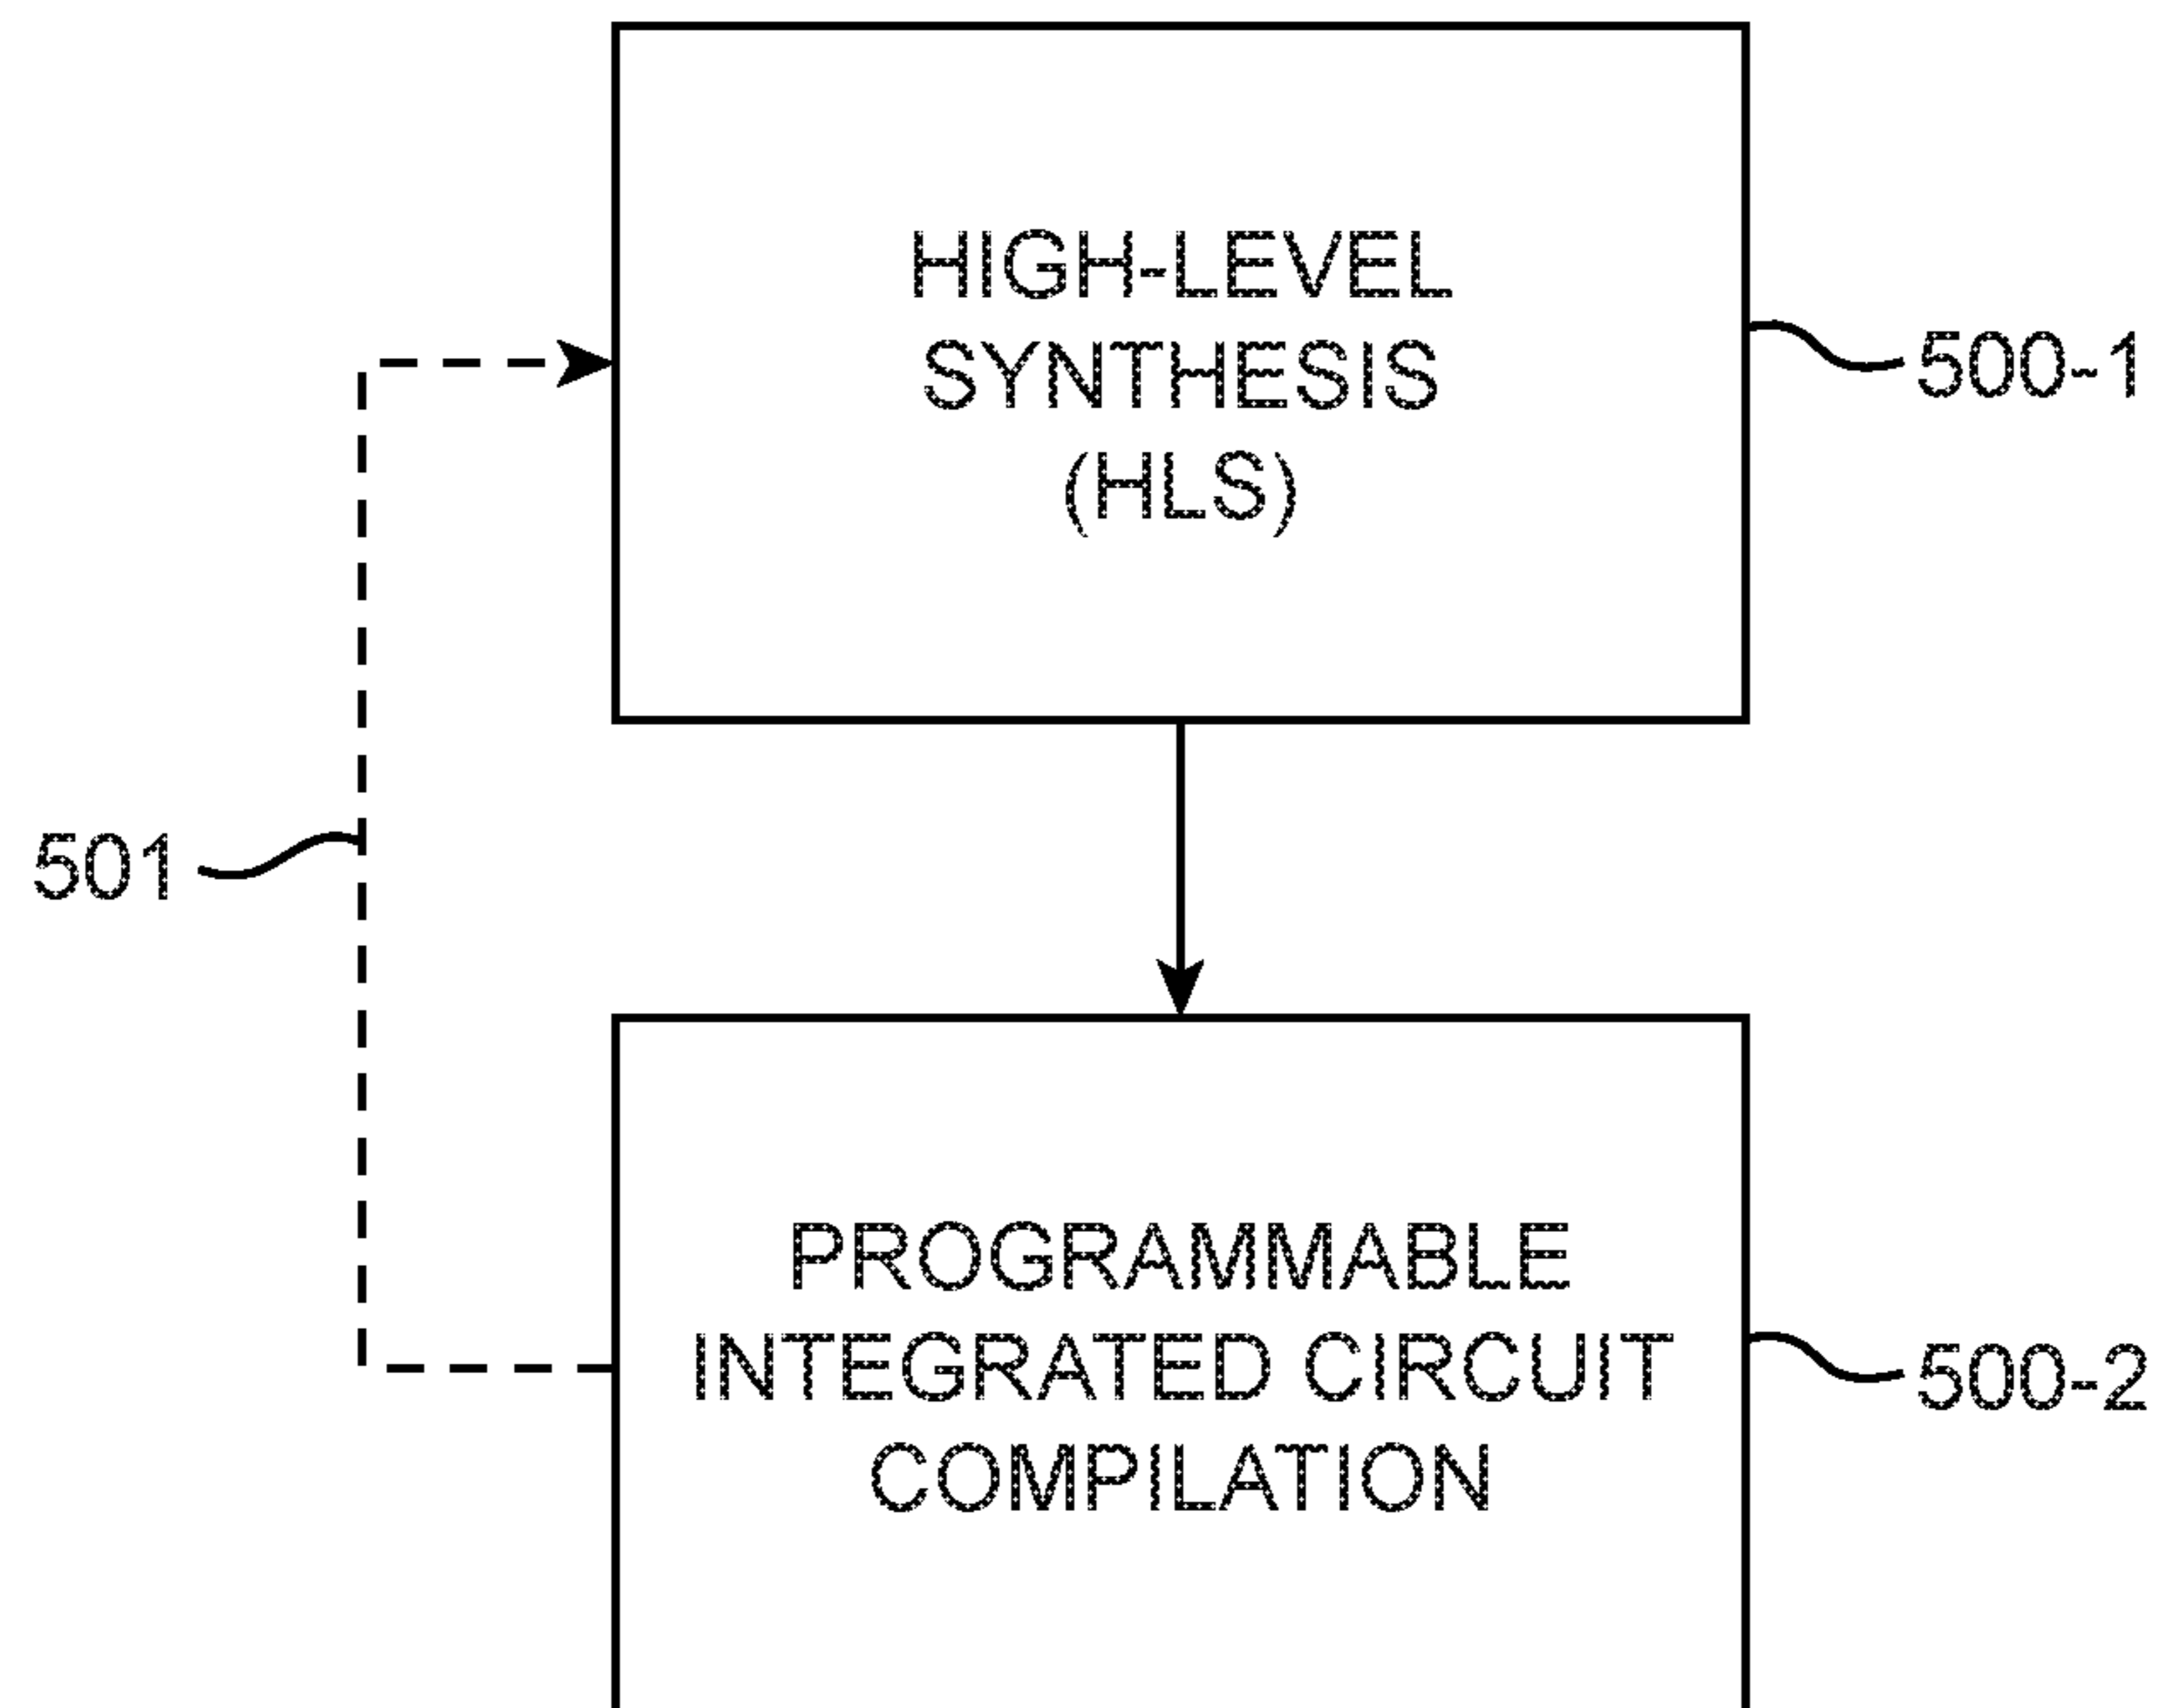 HIGH-LEVEL
SYNTHESIS
(HLS)
500-1
501
PROGRAMMABLE
INTEGRATED CIRCUIT
COMPILATION
500-2